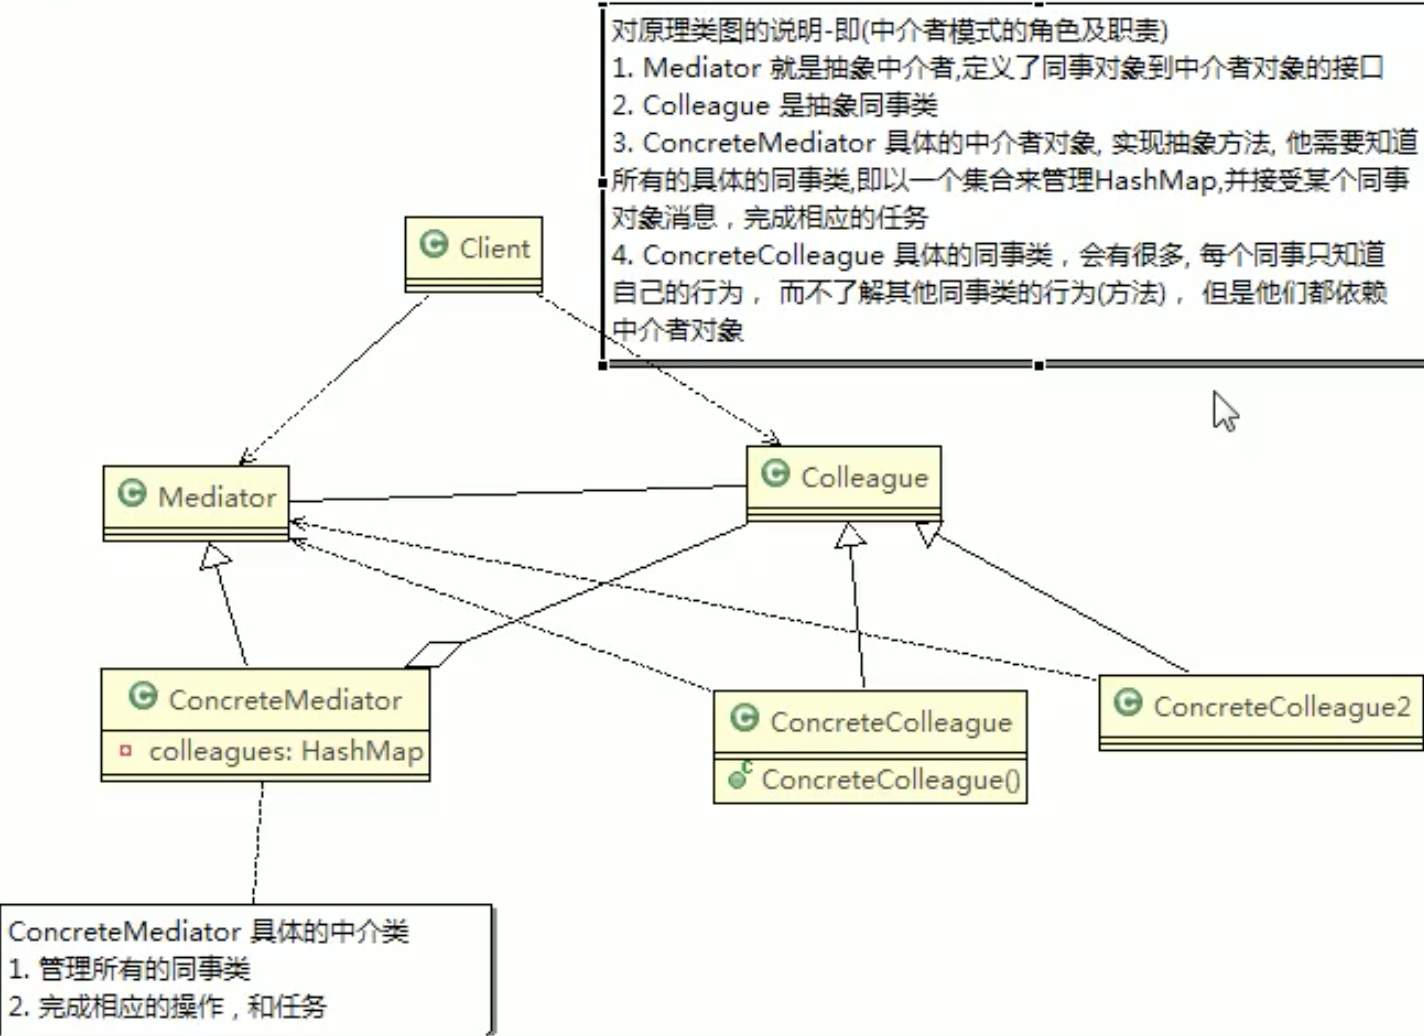 对原理类图的说明-即(中介者模式的角色及职责)
1. Mediator 就是抽象中介者,定义了同事对象到中介者对象的接口
2. Colleague 是抽象同事类
3. ConcreteMediator 具体的中介者对象, 实现抽象方法, 他需要知道
所有的具体的同事类,即以一个集合来管理HashMap,并接受某个同事
对象消息，完成相应的任务
4. ConcreteColleague 具体的同事类，会有很多, 每个同事只知道
自己的行为， 而不了解其他同事类的行为(方法)， 但是他们都依赖
中介者对象
C Client
C Mediator
C Colleague
C ConcreteMediator
colleagues: HashMap
C ConcreteColleague
C ConcreteColleague()
C ConcreteColleague2
ConcreteMediator 具体的中介类
1. 管理所有的同事类
2. 完成相应的操作，和任务